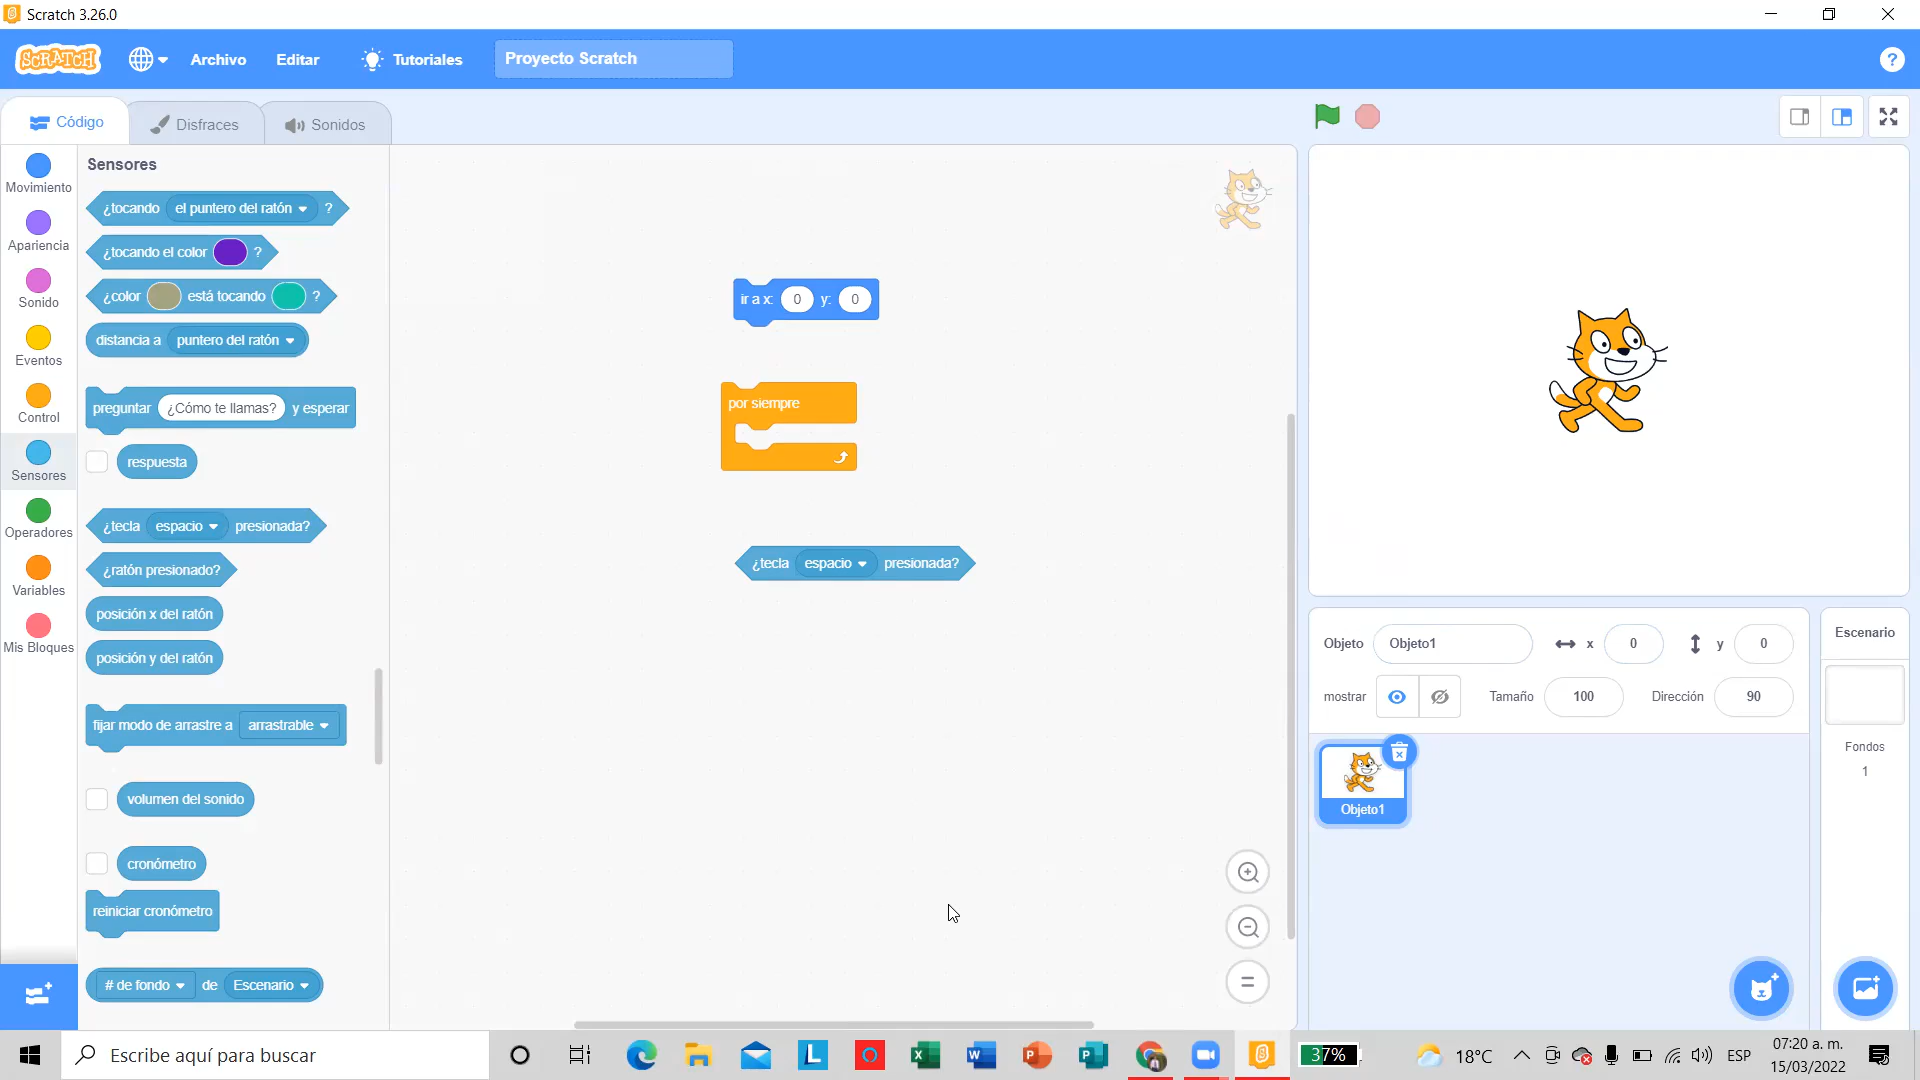 Scratch 3.26.0
SCRATCH
Archivo
Editar
Tutoriales
Proyecto Scratch
?
Código
Disfraces
Sonidos
Movimiento
Apariencia
Sonido
Eventos
Control
Sensores
Operadores
Variables
Mis Bloques
Sensores
¿tocando el puntero del ratón ?
¿tocando el color ?
¿color está tocando ?
distancia a puntero del ratón
preguntar ¿Cómo te llamas? y esperar
respuesta
¿tecla espacio presionada?
¿ratón presionado?
posición x del ratón
posición y del ratón
fijar modo de arrastre a arrastrable
volumen del sonido
cronómetro
reiniciar cronómetro
# de fondo de Escenario
ir a x: 0 y: 0
por siempre
¿tecla espacio presionada?
Objeto Objeto1 x 0 y 0
mostrar Tamaño 100 Dirección 90
Objeto1
Escenario
Fondos
1
Escribe aquí para buscar
37%
18°C
ESP
07:20 a. m.
15/03/2022